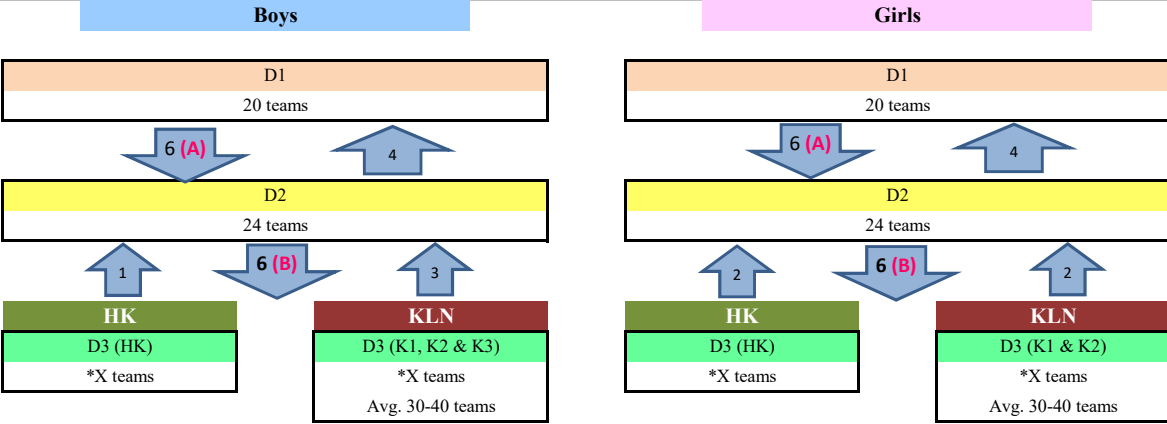 Boys
D1
20 teams
6 (A)
4
D2
24 teams
1
6 (B)
3
HK
KLN
D3 (HK)
D3 (K1, K2 & K3)
*X teams
*X teams
Avg. 30-40 teams
Girls
D1
20 teams
6 (A)
4
D2
24 teams
2
6 (B)
2
HK
KLN
D3 (HK)
D3 (K1 & K2)
*X teams
*X teams
Avg. 30-40 teams